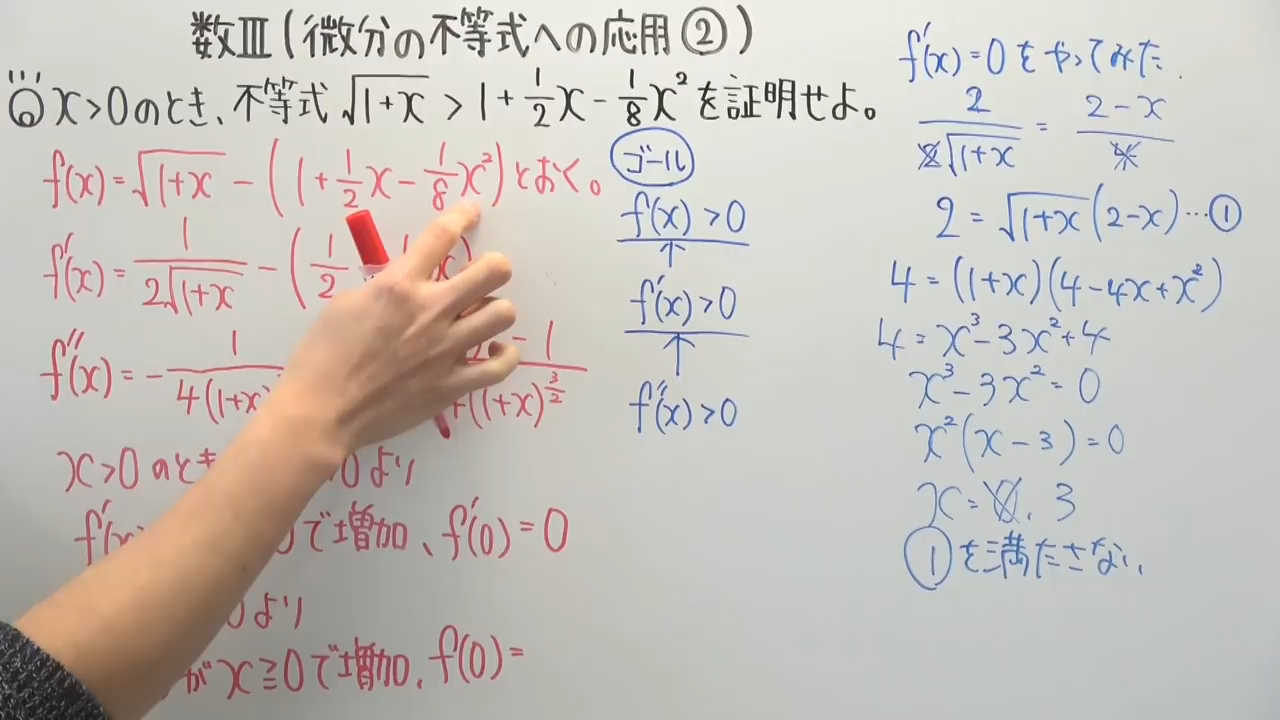 数Ⅲ(微分の不等式への応用②)
x>0のとき、不等式 √(1+x) > 1+1/2x-1/8x² を証明せよ。
f(x)=√(1+x) -(1+1/2x-1/8x²)とおく。
f'(x)=1/(2√(1+x)) -(1/2 x)
f''(x)=-1/4(1+x) -1/((1+x)^(3/2))
x>0のとき 0より
f'(x) 0で増加、f'(0)=0
0より
がx≧0で増加、f(0)=
ゴール
f(x)>0
↑
f'(x)>0
↑
f''(x)>0
f'(x)=0をやってみた.
2/(2√(1+x)) = (2-x)/4
2=√(1+x)(2-x)…①
4=(1+x)(4-4x+x²)
4=x³-3x²+4
x³-3x²=0
x²(x-3)=0
x=0, 3
①を満たさない、